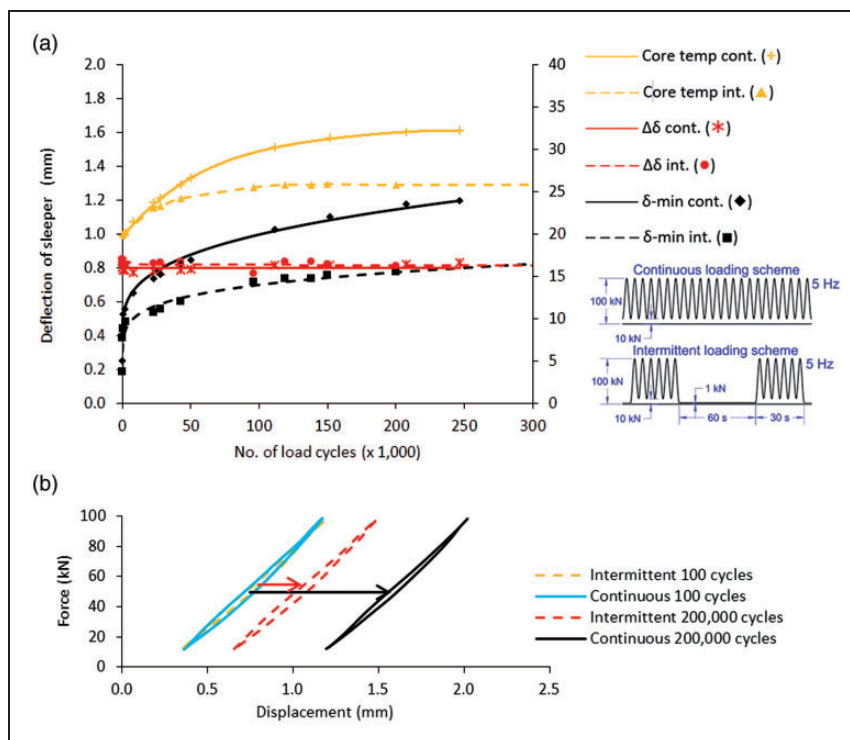 (a)
2.0
1.8
1.6
1.4
1.2
1.0
0.8
0.6
0.4
0.2
0.0
Deflection of sleeper (mm)
40
35
30
25
20
15
10
5
0
0 50 100 150 200 250 300
No. of load cycles (x 1,000)
Core temp cont. (+)
Core temp int. (▲)
Δδ cont. (∗)
Δδ int. (●)
δ-min cont. (◆)
δ-min int. (■)
Continuous loading scheme
5 Hz
100 kN
10 kN
Intermittent loading scheme
5 Hz
100 kN
1 kN
10 kN
60 s
30 s
(b)
100
80
60
40
20
0
Force (kN)
0.0 0.5 1.0 1.5 2.0 2.5
Displacement (mm)
Intermittent 100 cycles
Continuous 100 cycles
Intermittent 200,000 cycles
Continuous 200,000 cycles